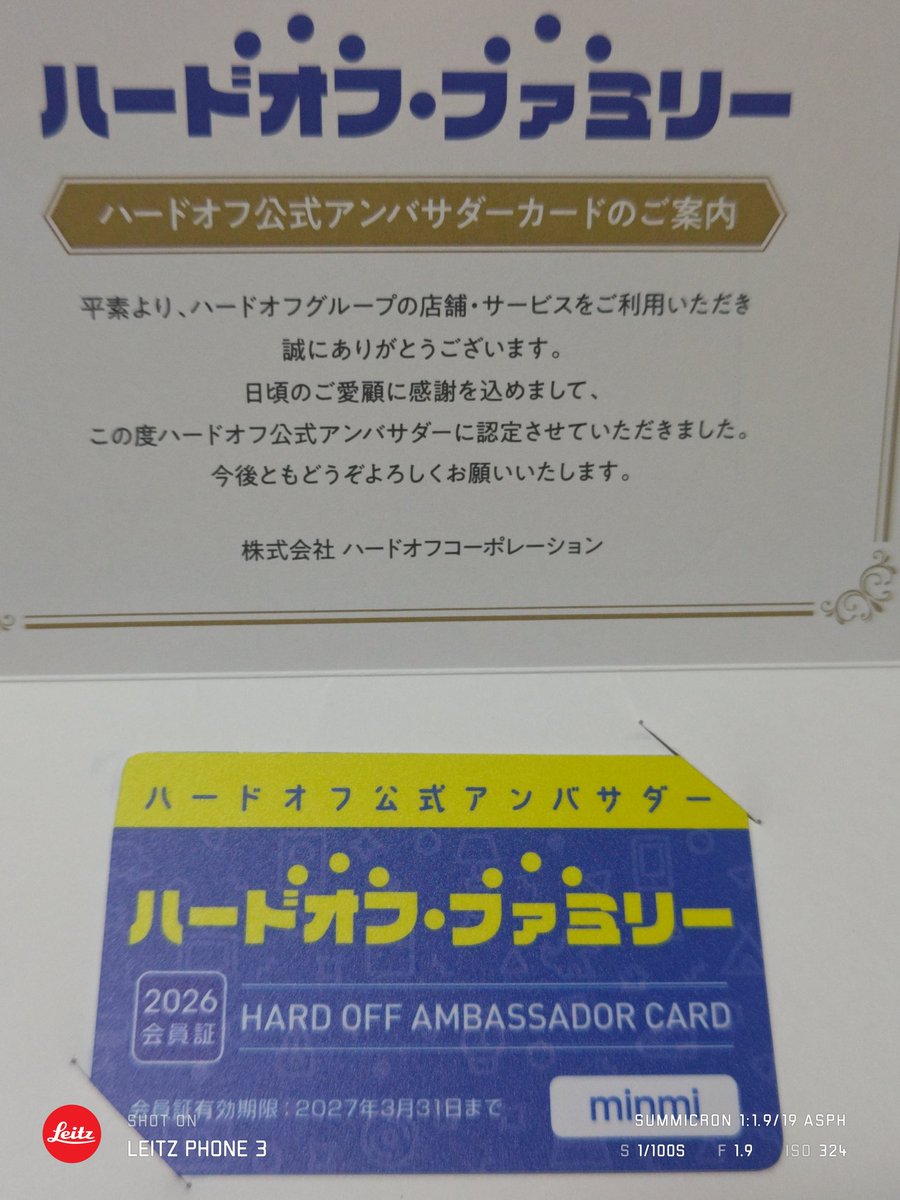 ハードオフ・ファミリー
ハードオフ公式アンバサダーカードのご案内
平素より、ハードオフグループの店舗・サービスをご利用いただき
誠にありがとうございます。
日頃のご愛顧に感謝を込めまして、
この度ハードオフ公式アンバサダーに認定させていただきました。
今後ともどうぞよろしくお願いいたします。
株式会社 ハードオフコーポレーション
ハードオフ公式アンバサダー
ハードオフ・ファミリー
2026
会員証
HARD OFF AMBASSADOR CARD
会員証有効期限：2027年3月31日まで
minmi
Leitz
SHOT ON
LEITZ PHONE 3
SUMMICRON 1:1.9/19 ASPH
S 1/100S F 1.9 ISO 324